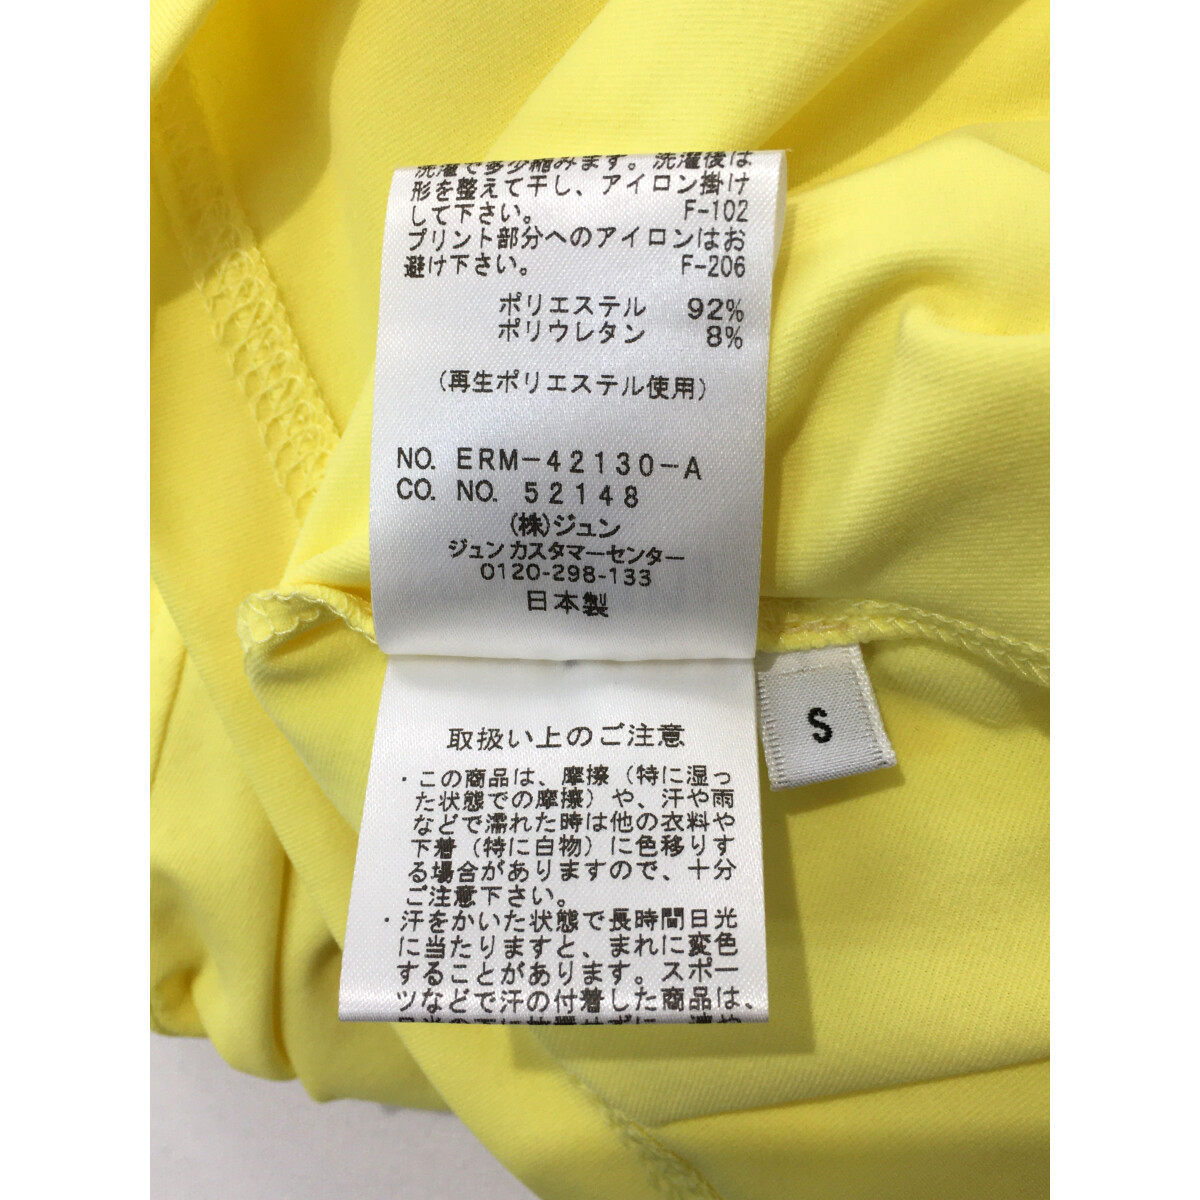 洗濯で多少縮みます。洗濯後は
形を整えて干し、アイロン掛け
して下さい。 F-102
プリント部分へのアイロンはお
避け下さい。 F-206
ポリエステル 92%
ポリウレタン 8%
(再生ポリエステル使用)
NO. ERM-42130-A
CO. NO. 52148
(株)ジュン
ジュンカスタマーセンター
0120-298-133
日本製
S
取扱い上のご注意
・この商品は、摩擦(特に湿っ
た状態での摩擦)や、汗や雨
などで濡れた時は他の衣料や
下着(特に白物)に色移りす
る場合がありますので、十分
ご注意下さい。
・汗をかいた状態で長時間日光
に当たりますと、まれに変色
することがあります。スポー
ツなどで汗の付着した商品は、